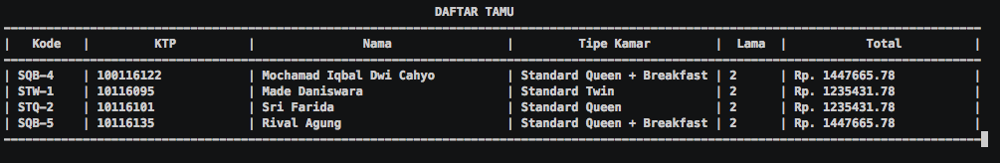 DAFTAR TAMU
| Kode | KTP | Nama | Tipe Kamar | Lama | Total |
| SQB-4 | 100116122 | Mochamad Iqbal Dwi Cahyo | Standard Queen + Breakfast | 2 | Rp. 1447665.78 |
| STW-1 | 10116095 | Made Daniswara | Standard Twin | 2 | Rp. 1235431.78 |
| STQ-2 | 10116101 | Sri Farida | Standard Queen | 2 | Rp. 1235431.78 |
| SQB-5 | 10116135 | Rival Agung | Standard Queen + Breakfast | 2 | Rp. 1447665.78 |